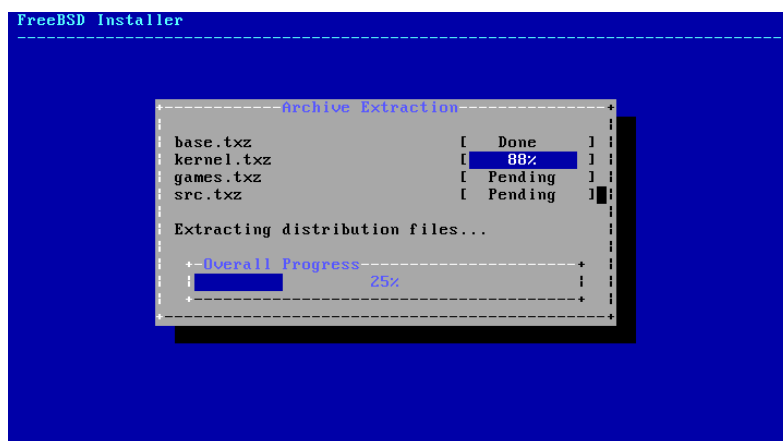 FreeBSD Installer
Archive Extraction
base.txz [ Done ]
kernel.txz [ 88% ]
games.txz [ Pending ]
src.txz [ Pending ]
Extracting distribution files...
Overall Progress
25%